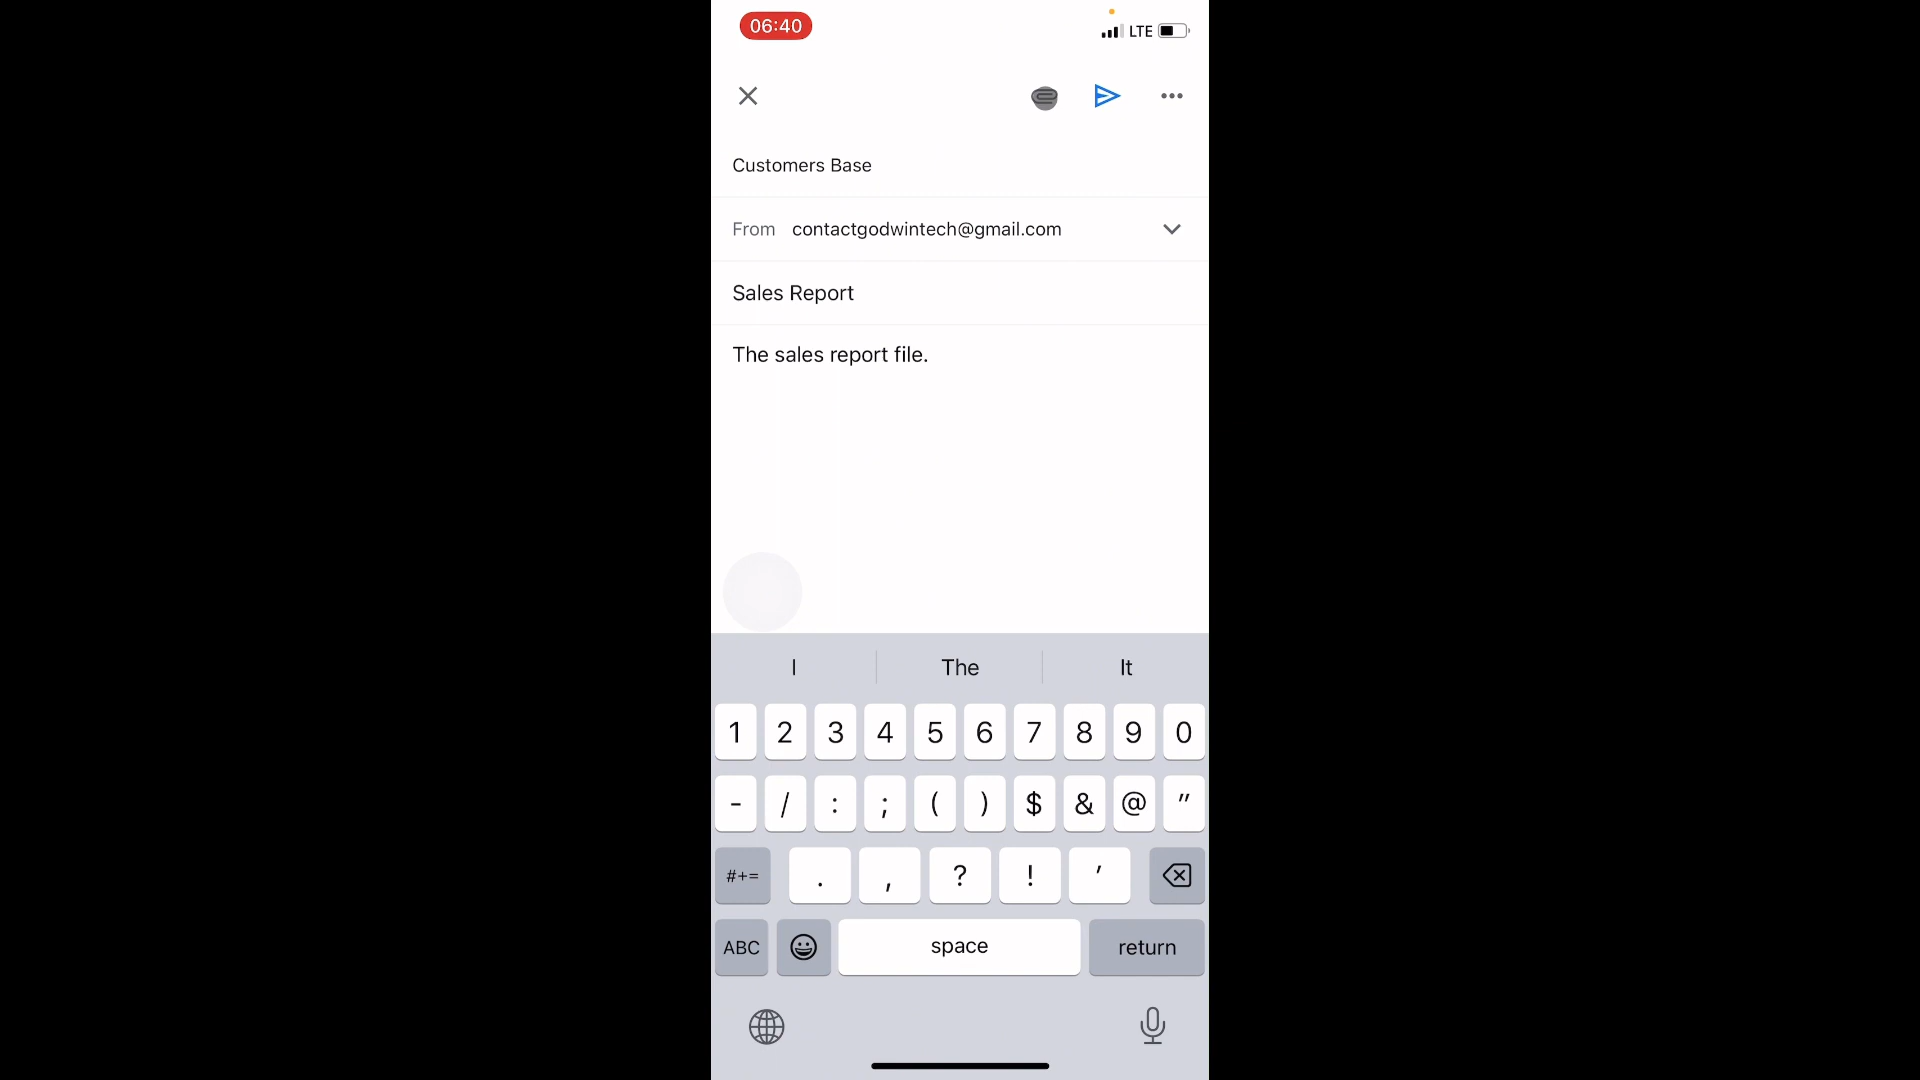 06:40
LTE
Customers Base
From contactgodwintech@gmail.com
Sales Report
The sales report file.
I The It
1 2 3 4 5 6 7 8 9 0
- / : ; ( ) $ & @ "
#+= . , ? ! '
ABC space return